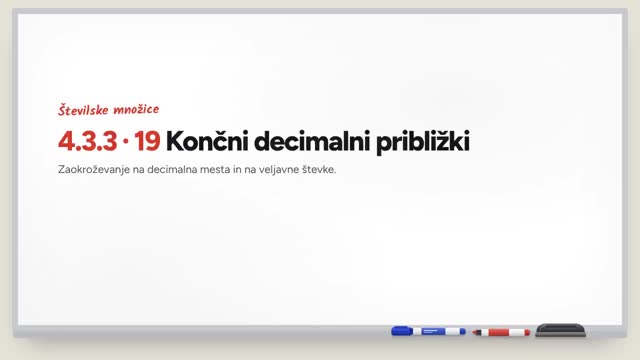 Številske množice
4.3.3 · 19 Končni decimalni približki
Zaokroževanje na decimalna mesta in na veljavne števke.